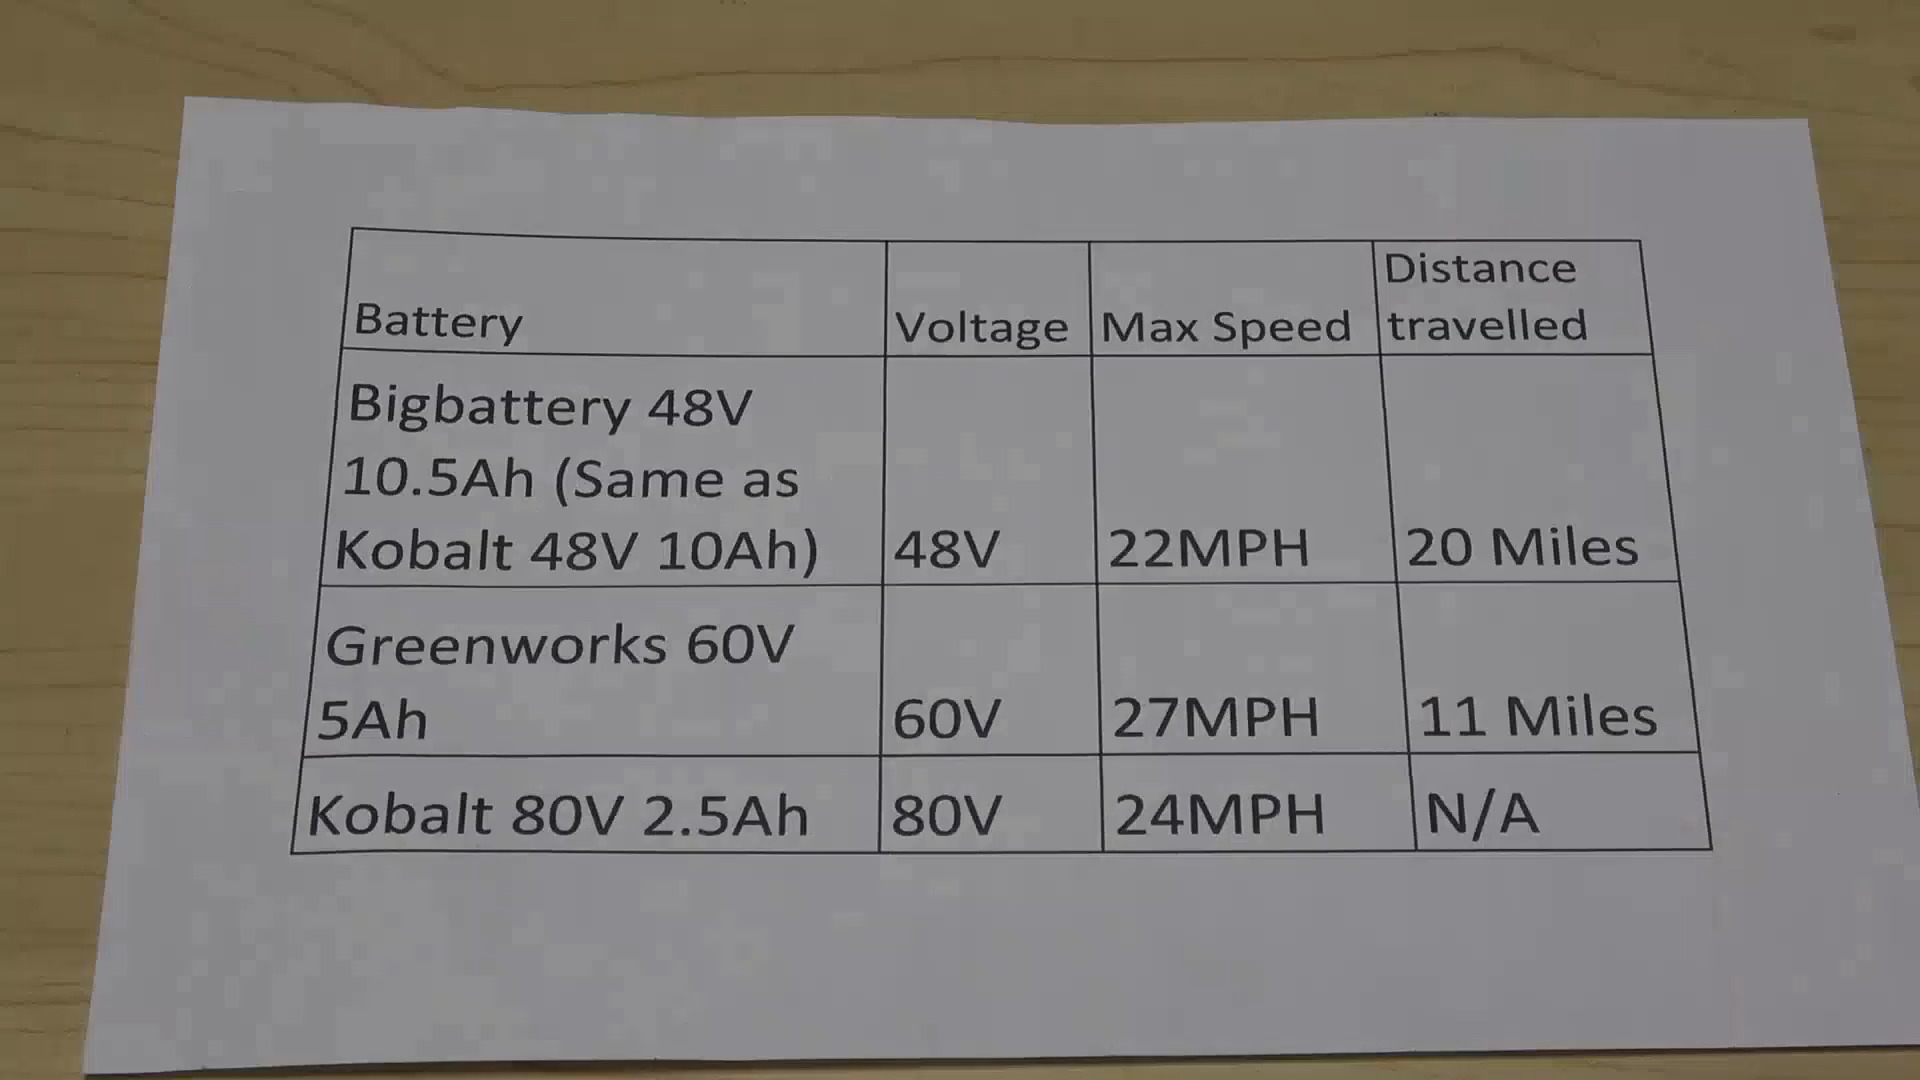 Battery
Voltage
Max Speed
Distance
travelled
Bigbattery 48V
10.5Ah (Same as
Kobalt 48V 10Ah)
48V
22MPH
20 Miles
Greenworks 60V
5Ah
60V
27MPH
11 Miles
Kobalt 80V 2.5Ah
80V
24MPH
N/A